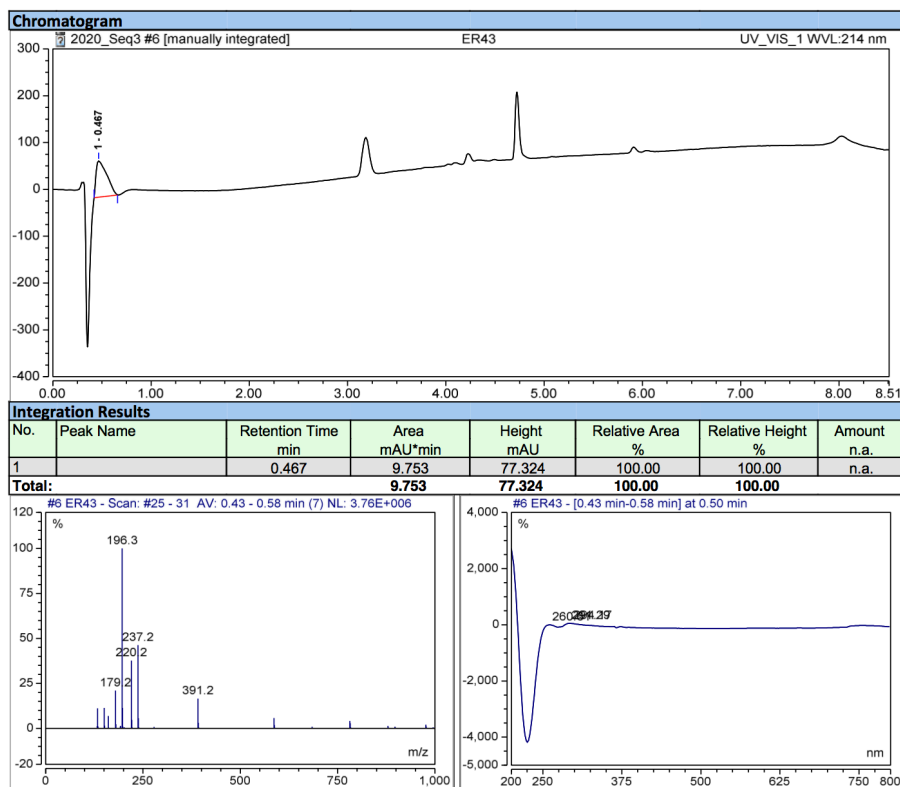 Chromatogram
2020_Seq3 #6 [manually integrated] ER43 UV_VIS_1 WVL:214 nm
300
200
100
0
-100
-200
-300
-400
1 - 0.467
0.00 1.00 2.00 3.00 4.00 5.00 6.00 7.00 8.00 8.51
Integration Results
No. Peak Name Retention Time Area Height Relative Area Relative Height Amount
min mAU*min mAU % % n.a.
1 0.467 9.753 77.324 100.00 100.00 n.a.
Total: 9.753 77.324 100.00 100.00
#6 ER43 - Scan: #25 - 31 AV: 0.43 - 0.58 min (7) NL: 3.76E+006
120
100
75
50
25
0
-20
%
196.3
237.2
220.2
179.2
391.2
m/z
0 250 500 750 1,000
#6 ER43 - [0.43 min-0.58 min] at 0.50 min
4,000
2,000
0
-2,000
-4,000
-5,000
%
nm
200 250 375 500 625 750 800